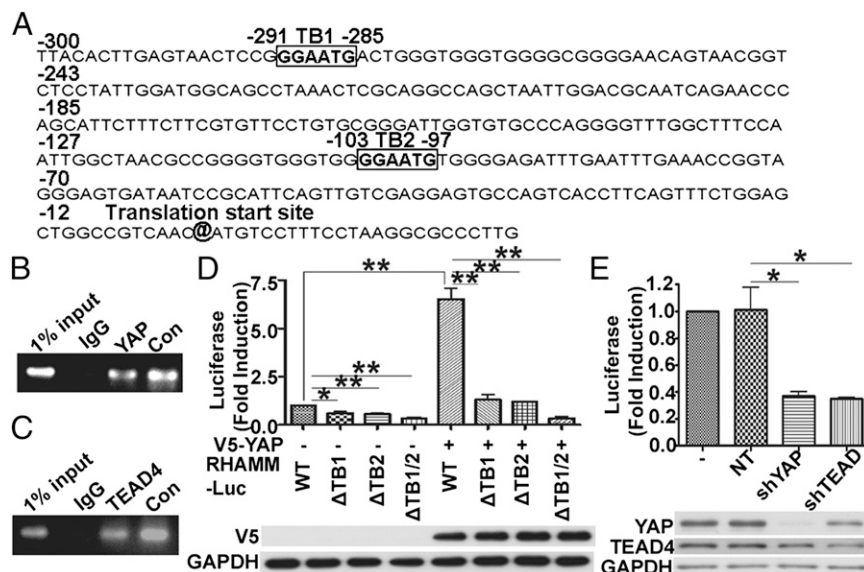 A
-300 -291 TB1 -285
TTACACTTGAGTAACTCCGGGAATGACTGGGTGGGTGGGGCGGGGAACAGTAACGGT
-243
CTCCTATTGGATGGCAGCCTAAACTCGCAGGCCAGCTAATTGGACGCAATCAGAACCC
-185
AGCATTCTTTCTTCGTGTTCCTGTGCGGGATTGGTGTGCCCAGGGGTTTGGCTTTCCA
-127 -103 TB2 -97
ATTGGCTAACGCCGGGGTGGGTGGGGAATGTGGGGAGATTTGAATTTGAAACCGGTA
-70
GGGAGTGATAATCCGCATTCAGTTGTCGAGGAGTGCCAGTCACCTTCAGTTTCTGGAG
-12 Translation start site
CTGGCCGTCAAC@ATGTCCTTTCCTAAGGCGCCCTTG
B
1% input IgG YAP Con
C
1% input IgG TEAD4 Con
D
Luciferase
(Fold Induction)
7.5
5.0
2.5
0.0
** ** ** **
* ** **
V5-YAP - - - - + + + +
RHAMM
-Luc
WT ΔTB1 ΔTB2 ΔTB1/2 WT ΔTB1 ΔTB2 ΔTB1/2
V5
GAPDH
E
Luciferase
(Fold Induction)
1.2
1.0
0.8
0.6
0.4
0.2
0
* *
- NT shYAP shTEAD
YAP
TEAD4
GAPDH